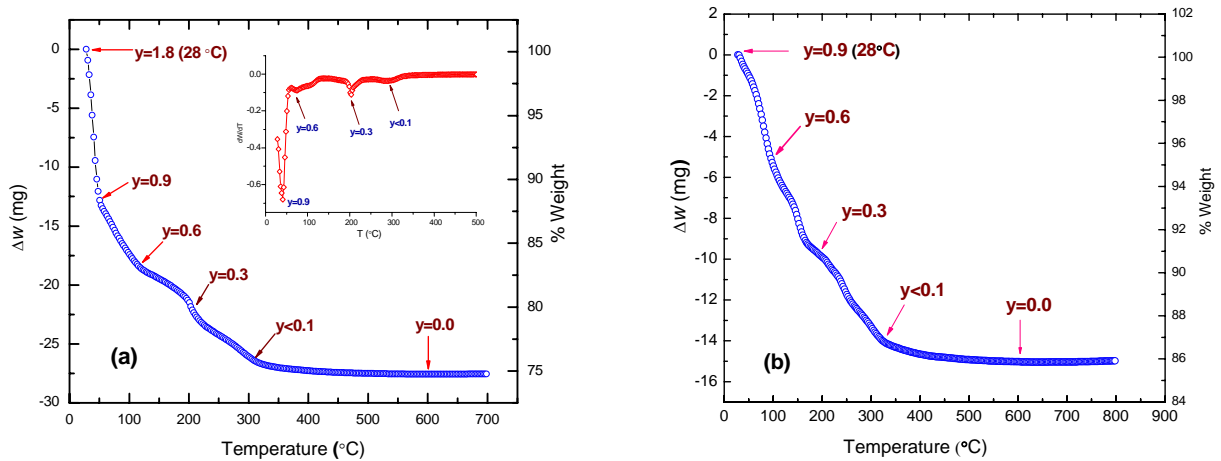 y=1.8 (28 °C)
y=0.9
y=0.6
y=0.3
y<0.1
y=0.0
(a)
0
-5
-10
-15
-20
-25
-30
Δw (mg)
100
95
90
85
80
75
% Weight
0 100 200 300 400 500 600 700
Temperature (°C)
0.0
-0.2
-0.4
-0.6
dW/dT
y=0.6
y=0.3
y<0.1
y=0.9
0 100 200 300 400 500
T (°C)
2
0
-2
-4
-6
-8
-10
-12
-14
-16
Δw (mg)
y=0.9 (28°C)
y=0.6
y=0.3
y<0.1
y=0.0
(b)
102
100
98
96
94
92
90
88
86
84
% Weight
0 100 200 300 400 500 600 700 800 900
Temperature (°C)